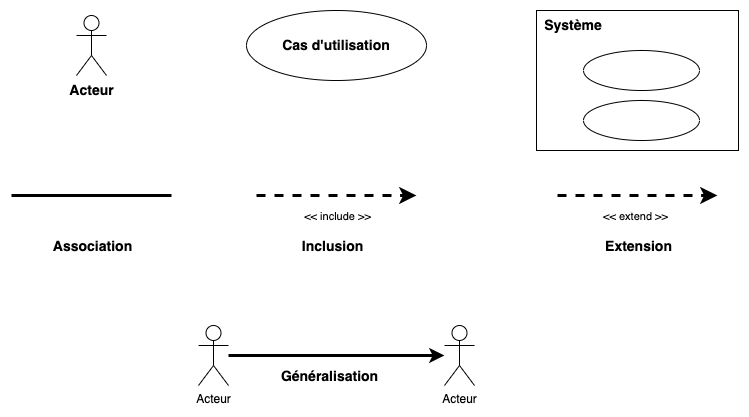 Acteur
Cas d'utilisation
Système
<< include >>
<< extend >>
Association
Inclusion
Extension
Généralisation
Acteur
Acteur